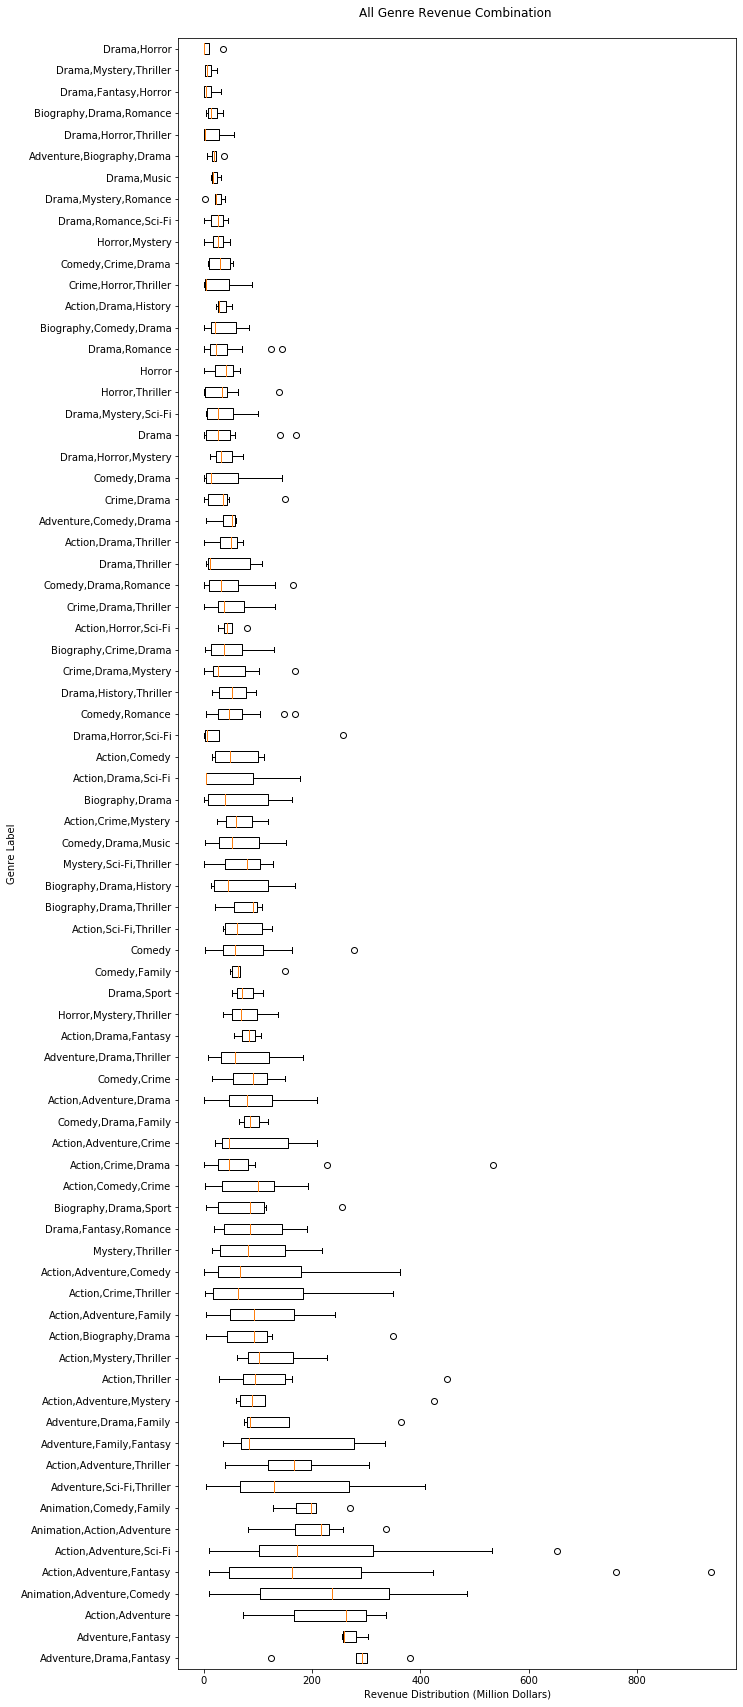 All Genre Revenue Combination
Drama,Horror
Drama,Mystery,Thriller
Drama,Fantasy,Horror
Biography,Drama,Romance
Drama,Horror,Thriller
Adventure,Biography,Drama
Drama,Music
Drama,Mystery,Romance
Drama,Romance,Sci-Fi
Horror,Mystery
Comedy,Crime,Drama
Crime,Horror,Thriller
Action,Drama,History
Biography,Comedy,Drama
Drama,Romance
Horror
Horror,Thriller
Drama,Mystery,Sci-Fi
Drama
Drama,Horror,Mystery
Comedy,Drama
Crime,Drama
Adventure,Comedy,Drama
Action,Drama,Thriller
Drama,Thriller
Comedy,Drama,Romance
Crime,Drama,Thriller
Action,Horror,Sci-Fi
Biography,Crime,Drama
Crime,Drama,Mystery
Drama,History,Thriller
Comedy,Romance
Drama,Horror,Sci-Fi
Action,Comedy
Action,Drama,Sci-Fi
Biography,Drama
Action,Crime,Mystery
Comedy,Drama,Music
Mystery,Sci-Fi,Thriller
Biography,Drama,History
Biography,Drama,Thriller
Action,Sci-Fi,Thriller
Comedy
Comedy,Family
Drama,Sport
Horror,Mystery,Thriller
Action,Drama,Fantasy
Adventure,Drama,Thriller
Comedy,Crime
Action,Adventure,Drama
Comedy,Drama,Family
Action,Adventure,Crime
Action,Crime,Drama
Action,Comedy,Crime
Biography,Drama,Sport
Drama,Fantasy,Romance
Mystery,Thriller
Action,Adventure,Comedy
Action,Crime,Thriller
Action,Adventure,Family
Action,Biography,Drama
Action,Mystery,Thriller
Action,Thriller
Action,Adventure,Mystery
Adventure,Drama,Family
Adventure,Family,Fantasy
Action,Adventure,Thriller
Adventure,Sci-Fi,Thriller
Animation,Comedy,Family
Animation,Action,Adventure
Action,Adventure,Sci-Fi
Action,Adventure,Fantasy
Animation,Adventure,Comedy
Action,Adventure
Adventure,Fantasy
Adventure,Drama,Fantasy
Genre Label
0 200 400 600 800
Revenue Distribution (Million Dollars)